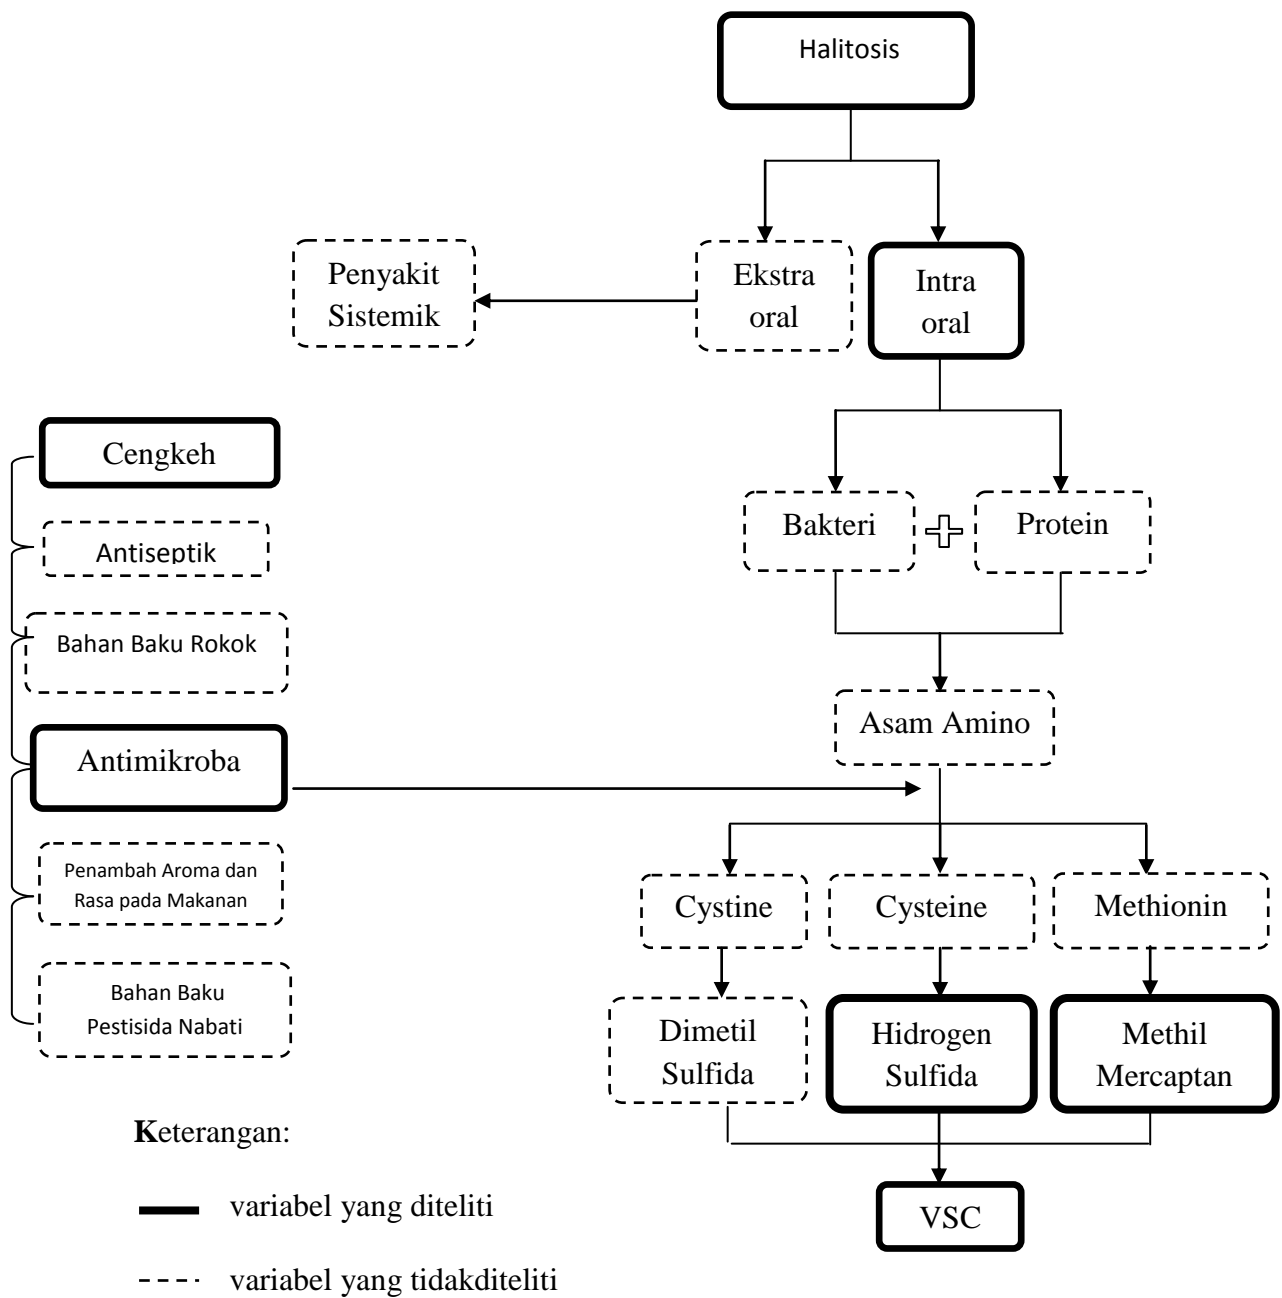 Halitosis
Penyakit
Sistemik
Ekstra
oral
Intra
oral
Cengkeh
Antiseptik
Bahan Baku Rokok
Antimikroba
Penambah Aroma dan
Rasa pada Makanan
Bahan Baku
Pestisida Nabati
Bakteri
Protein
Asam Amino
Cystine
Cysteine
Methionin
Dimetil
Sulfida
Hidrogen
Sulfida
Methil
Mercaptan
VSC
Keterangan:
variabel yang diteliti
variabel yang tidakditeliti